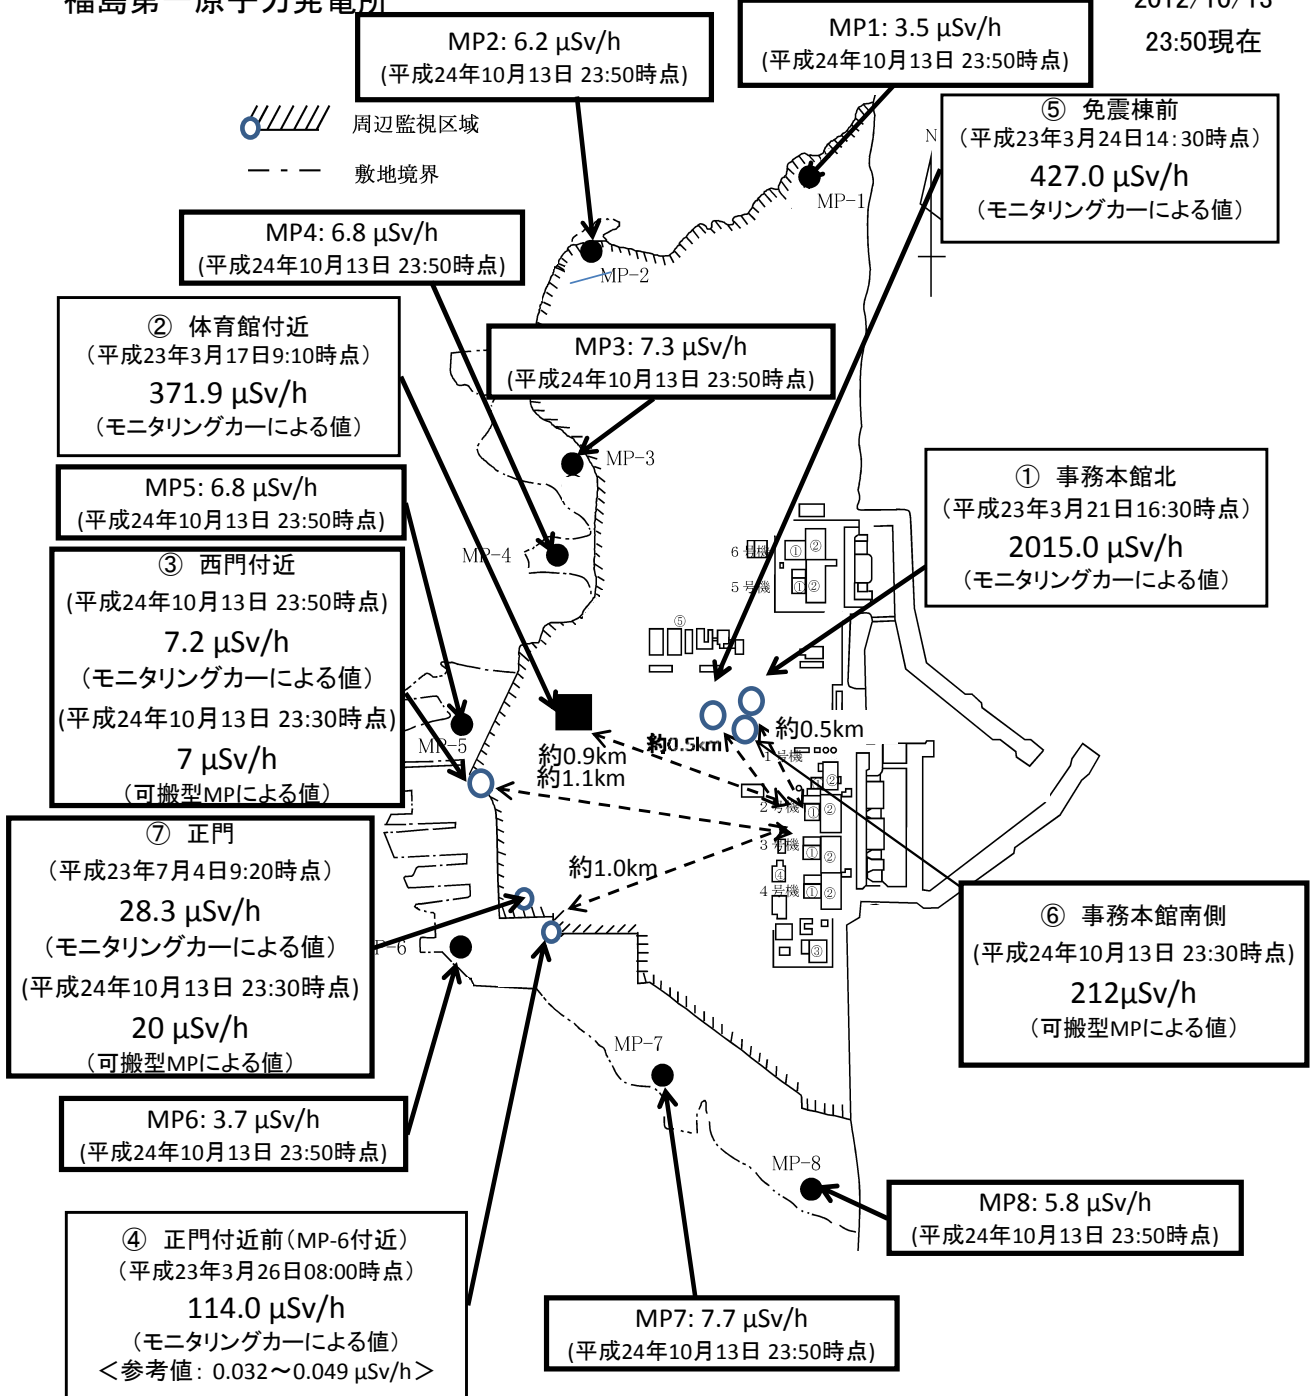 福島第一原子力発電所
2012/10/13
23:50現在
MP2: 6.2 μSv/h
(平成24年10月13日 23:50時点)
MP1: 3.5 μSv/h
(平成24年10月13日 23:50時点)
周辺監視区域
敷地境界
⑤ 免震棟前
(平成23年3月24日14:30時点)
427.0 μSv/h
(モニタリングカーによる値)
N
MP-1
MP4: 6.8 μSv/h
(平成24年10月13日 23:50時点)
MP-2
② 体育館付近
(平成23年3月17日9:10時点)
371.9 μSv/h
(モニタリングカーによる値)
MP3: 7.3 μSv/h
(平成24年10月13日 23:50時点)
MP-3
MP5: 6.8 μSv/h
(平成24年10月13日 23:50時点)
① 事務本館北
(平成23年3月21日16:30時点)
2015.0 μSv/h
(モニタリングカーによる値)
MP-4
6号機
① ②
5号機
① ②
③ 西門付近
(平成24年10月13日 23:50時点)
7.2 μSv/h
(モニタリングカーによる値)
(平成24年10月13日 23:30時点)
7 μSv/h
(可搬型MPによる値)
⑤
MP-5
約0.9km
約1.1km
約0.5km
約0.5km
1号機
②
2号機
① ②
3号機
① ②
④
4号機
① ②
③
約1.0km
⑦ 正門
(平成23年7月4日9:20時点)
28.3 μSv/h
(モニタリングカーによる値)
(平成24年10月13日 23:30時点)
20 μSv/h
(可搬型MPによる値)
P-6
⑥ 事務本館南側
(平成24年10月13日 23:30時点)
212μSv/h
(可搬型MPによる値)
MP-7
MP6: 3.7 μSv/h
(平成24年10月13日 23:50時点)
MP-8
MP8: 5.8 μSv/h
(平成24年10月13日 23:50時点)
④ 正門付近前(MP-6付近)
(平成23年3月26日08:00時点)
114.0 μSv/h
(モニタリングカーによる値)
<参考値: 0.032~0.049 μSv/h>
MP7: 7.7 μSv/h
(平成24年10月13日 23:50時点)